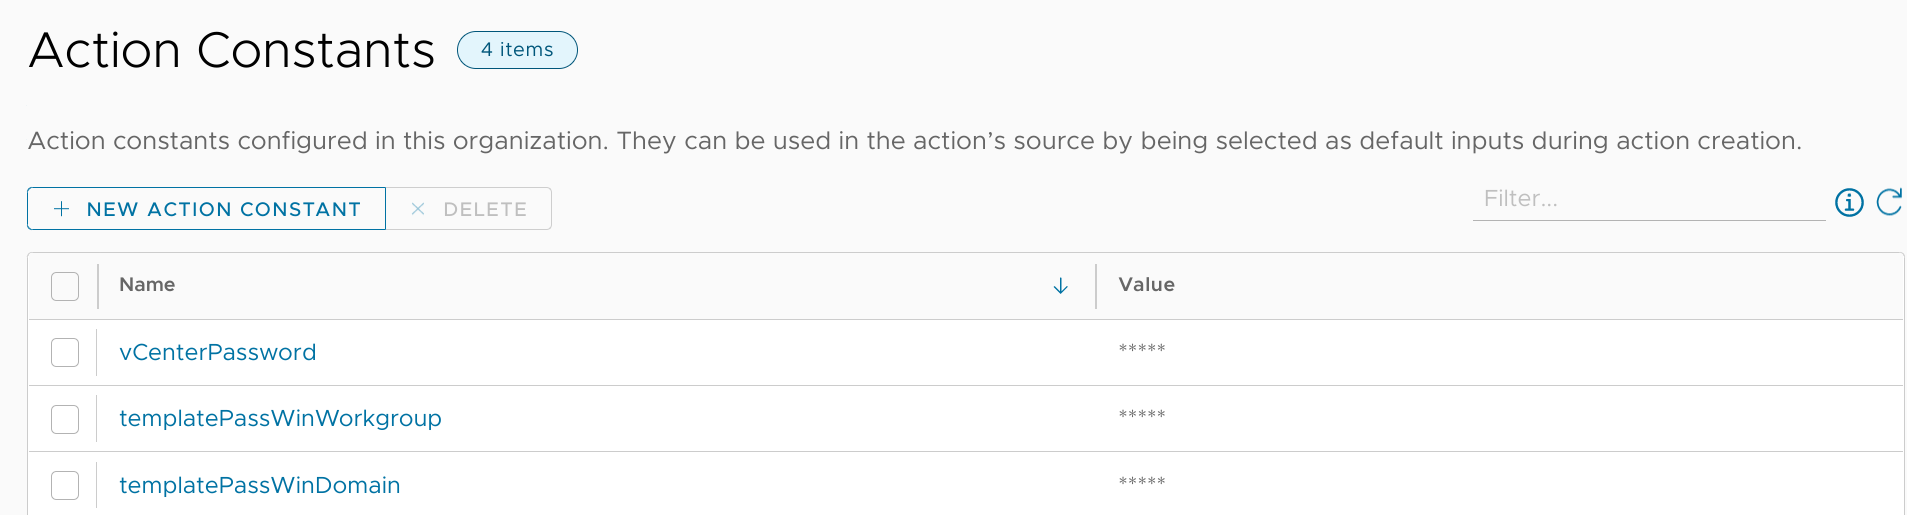 Action Constants 4 items
Action constants configured in this organization. They can be used in the action’s source by being selected as default inputs during action creation.
NEW ACTION CONSTANT DELETE Filter...
Name Value
vCenterPassword *****
templatePassWinWorkgroup *****
templatePassWinDomain *****